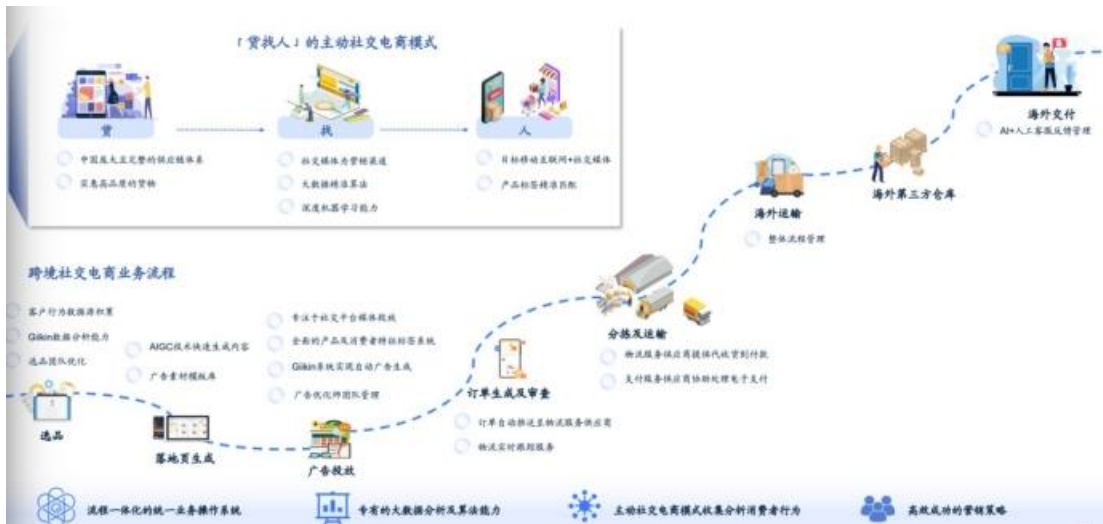 「货找人」的主动社交电商模式
货
找
人
中国庞大且完整的供应链体系
实惠高品质的货物
社交媒体为营销渠道
大数据精准算法
深度机器学习能力
目标移动互联网+社交媒体
产品标签精准匹配
跨境社交电商业务流程
客户行为数据源积累
Giikin数据分析能力
选品团队优化
选品
AIGC技术快速生成内容
广告素材模板库
落地页生成
专注于社交平台媒体投放
全新的产品及消费者特征标签系统
Giikin系统实现自动广告生成
广告优化师团队管理
广告投放
订单生成及审查
订单自动推送至物流服务供应商
物流实时跟踪服务
分拣及运输
物流服务供应商提供代收货到付款
支付服务供应商协助处理电子支付
海外运输
整体流程管理
海外第三方仓库
海外交付
AI+人工客服反馈管理
流程一体化的统一业务操作系统
专有的大数据分析及算法能力
主动社交电商模式收集分析消费者行为
高效成功的营销策略